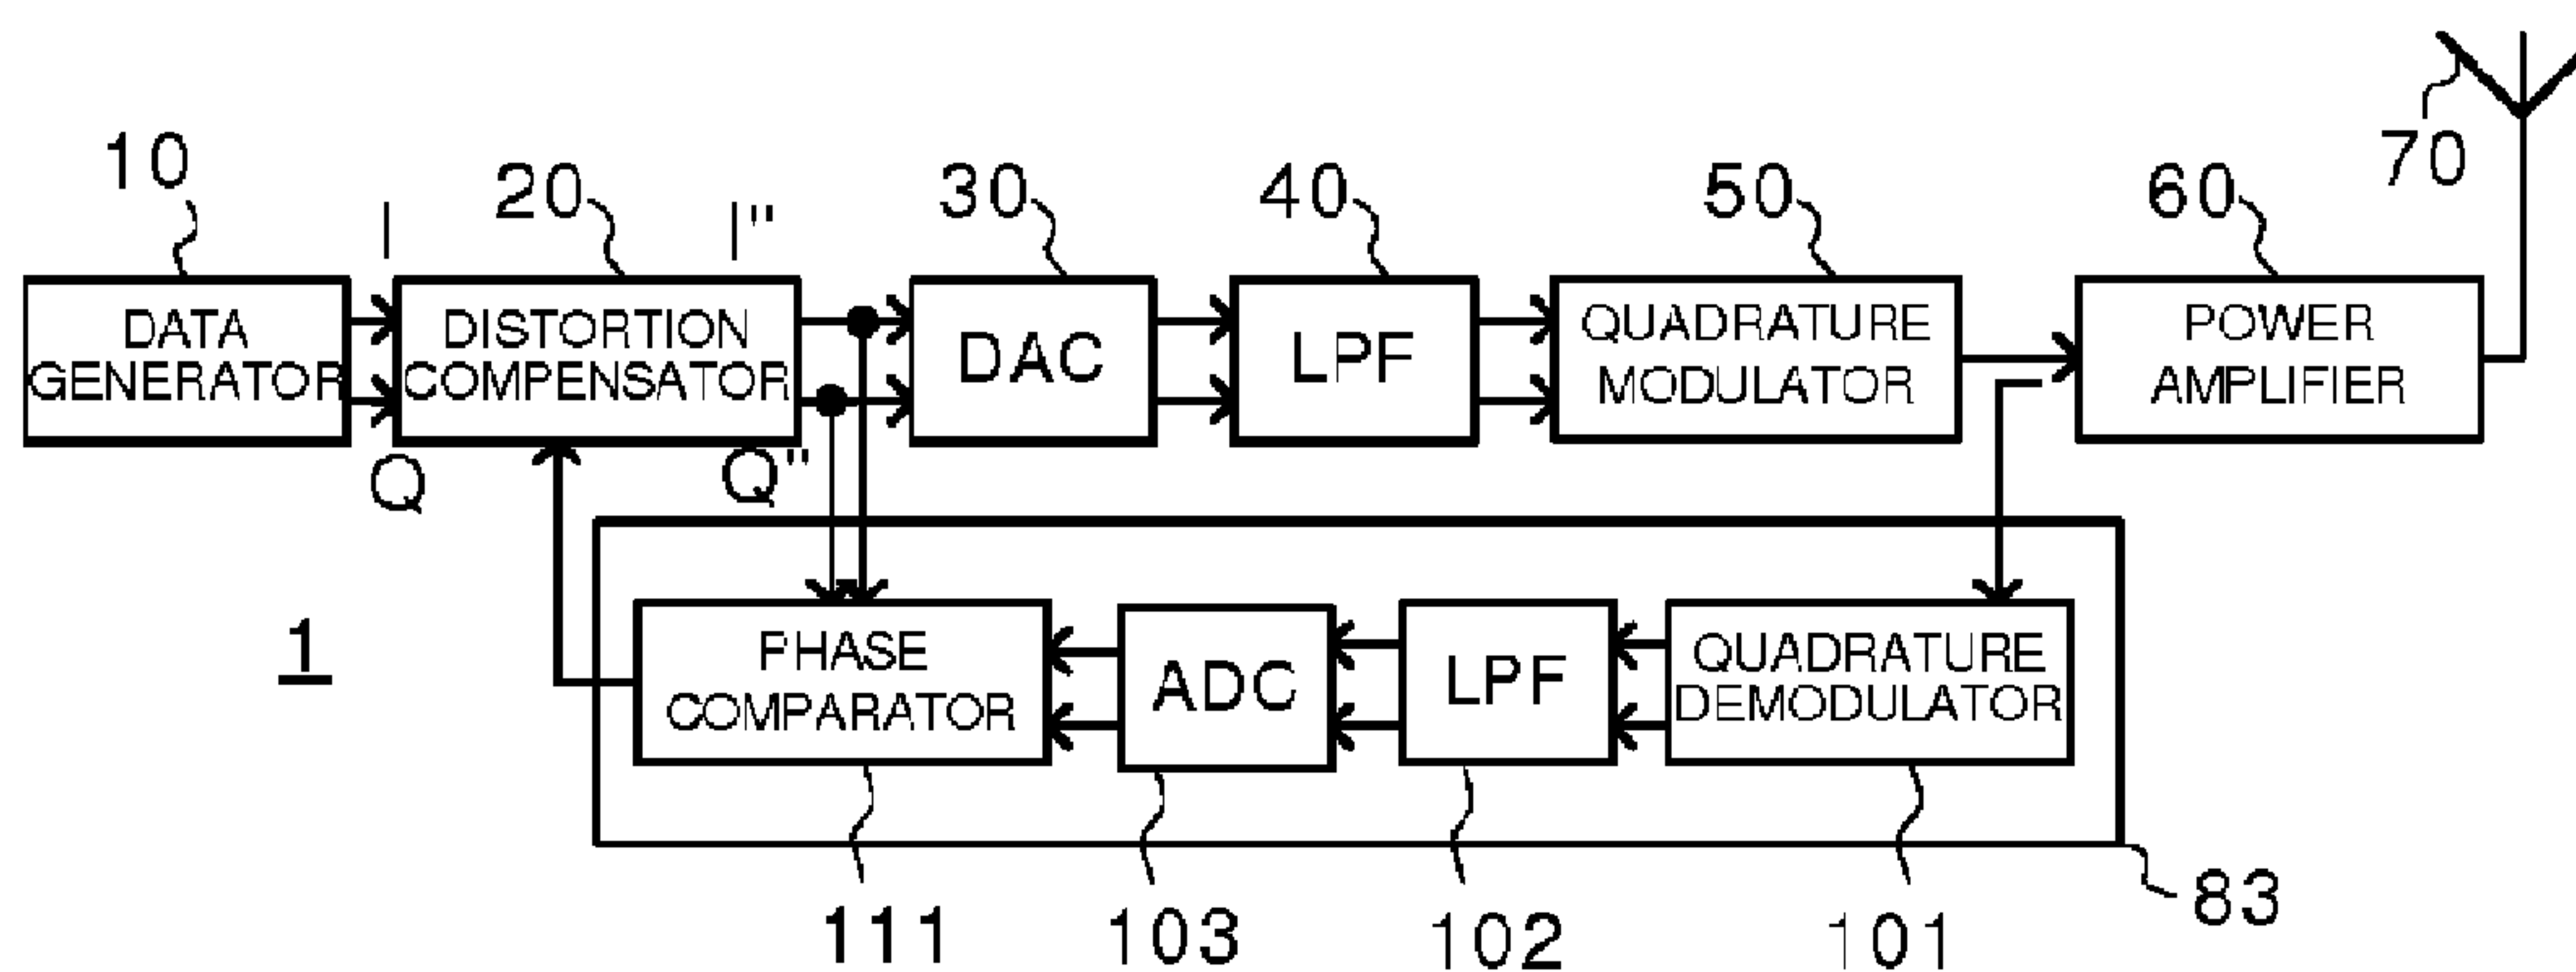 70
10
20
30
40
50
60
I
I"
DATA
GENERATOR
DISTORTION
COMPENSATOR
DAC
LPF
QUADRATURE
MODULATOR
POWER
AMPLIFIER
Q
Q"
1
PHASE
COMPARATOR
ADC
LPF
QUADRATURE
DEMODULATOR
83
111
103
102
101